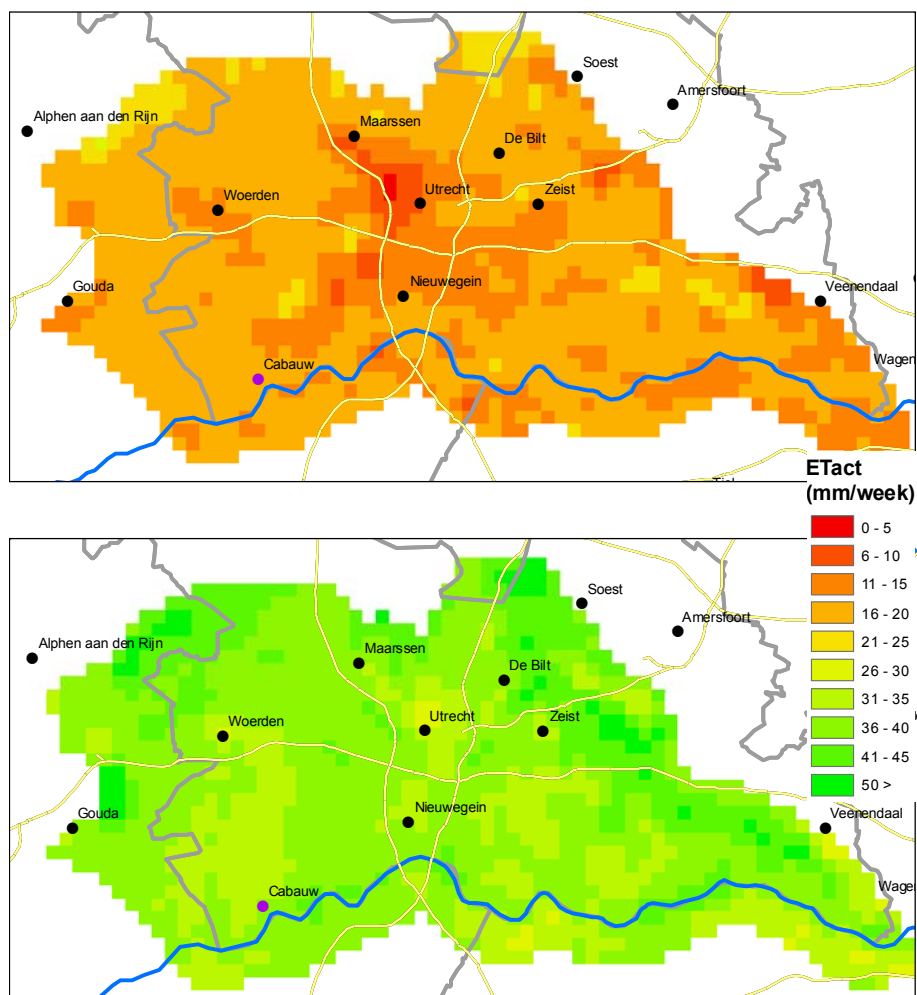 Soest
Amersfoort
Alphen aan den Rijn
Maarssen
De Bilt
Woerden
Utrecht
Zeist
Gouda
Nieuwegein
Veenendaal
Cabauw
Wagen
ETact
(mm/week)
0 - 5
6 - 10
11 - 15
16 - 20
21 - 25
26 - 30
31 - 35
36 - 40
41 - 45
50 >
Soest
Amersfoort
Alphen aan den Rijn
Maarssen
De Bilt
Woerden
Utrecht
Zeist
Gouda
Nieuwegein
Veenendaal
Cabauw
Wagen